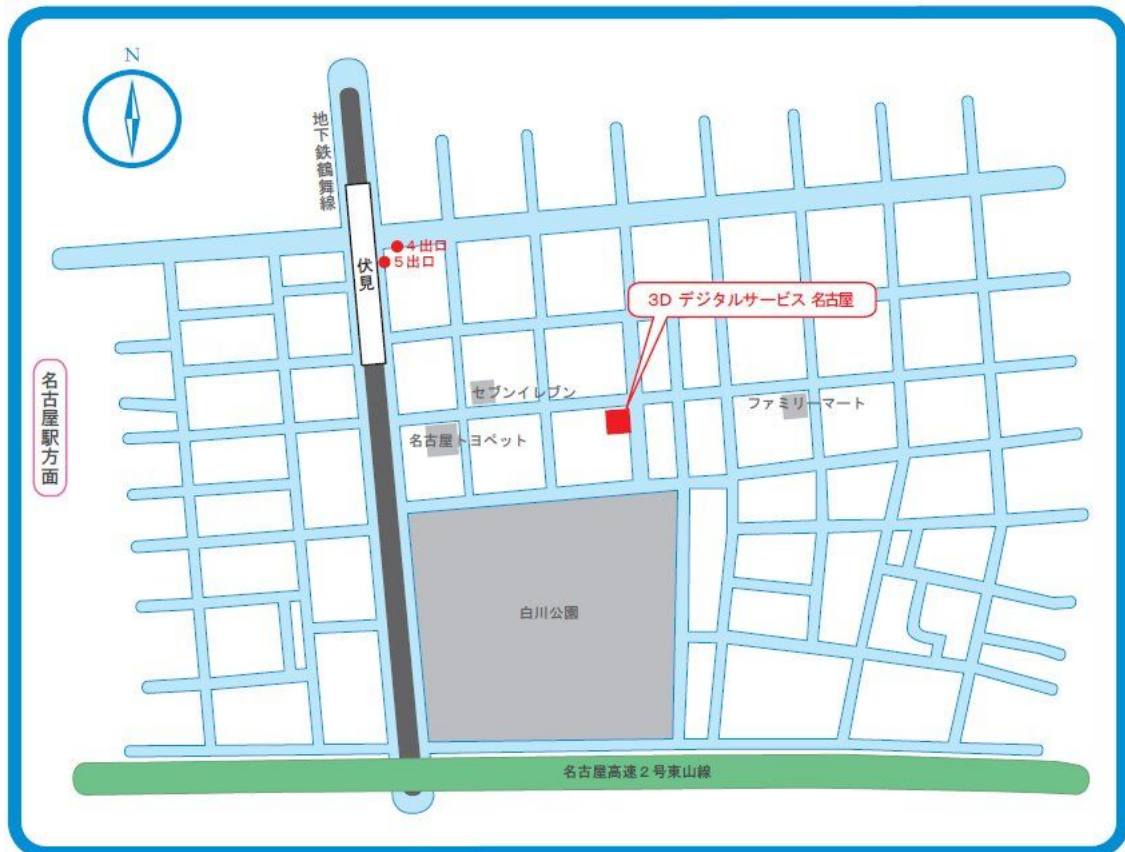 N
地下鉄鶴舞線
4出口
5出口
伏見
3D デジタルサービス 名古屋
名古屋駅方面
セブンイレブン
ファミリーマート
名古屋トヨペット
白川公園
名古屋高速2号東山線